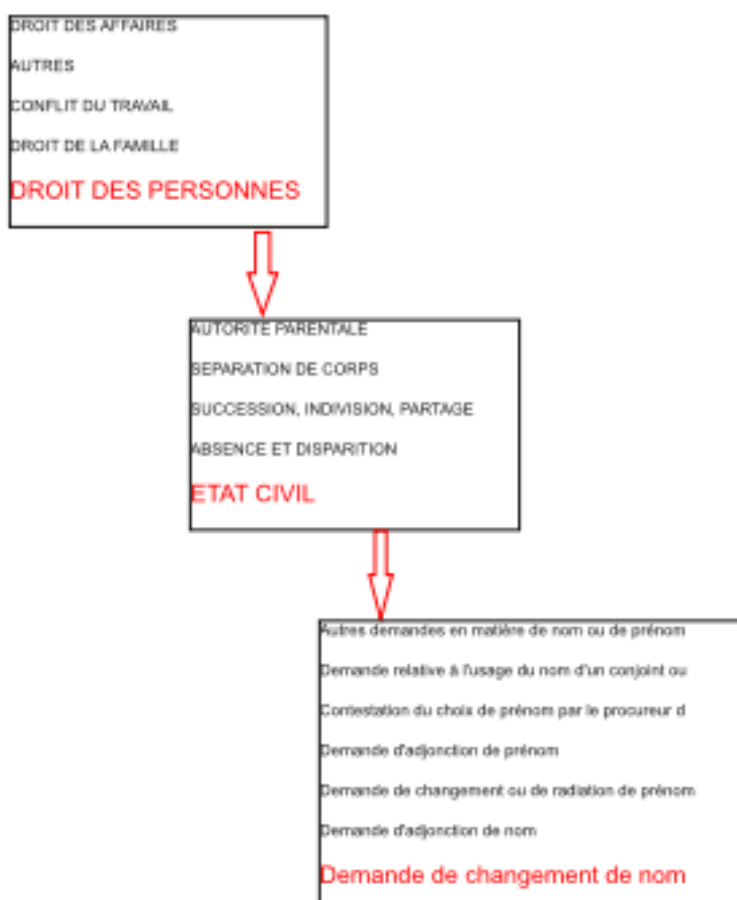 DROIT DES AFFAIRES
AUTRES
CONFLIT DU TRAVAIL
DROIT DE LA FAMILLE
DROIT DES PERSONNES
AUTORITE PARENTALE
SEPARATION DE CORPS
SUCCESSION, INDIVISION, PARTAGE
ABSENCE ET DISPARITION
ETAT CIVIL
Autres demandes en matière de nom ou de prénom
Demande relative à l'usage du nom d'un conjoint ou
Contestation du choix de prénom par le procureur d
Demande d'adjonction de prénom
Demande de changement ou de radiation de prénom
Demande d'adjonction de nom
Demande de changement de nom